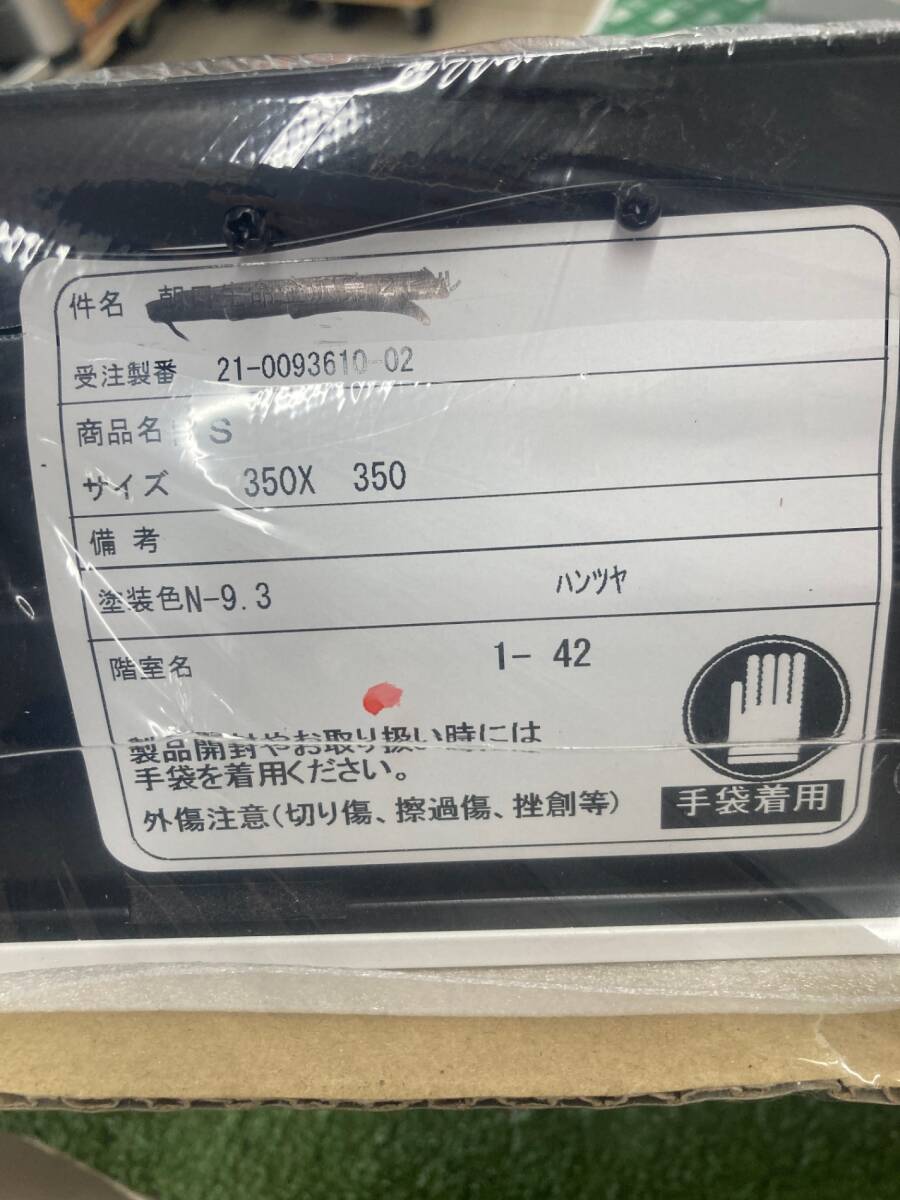 件名
受注製番 21-0093610-02
商品名 S
サイズ 350X 350
備考
塗装色N-9.3 ハンツヤ
階室名 1- 42
製品開封やお取り扱い時には
手袋を着用ください。
外傷注意(切り傷、擦過傷、挫創等)
手袋着用